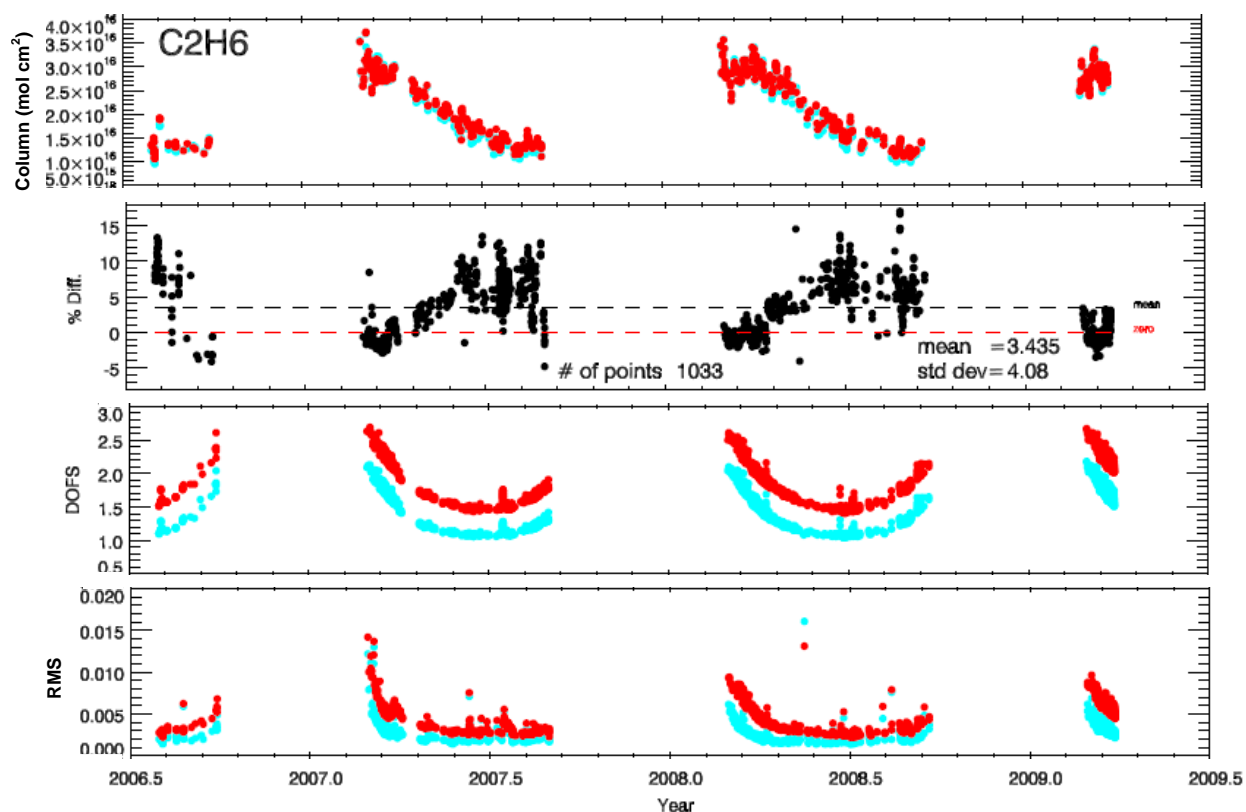 C2H6
Column (mol cm²)
4.0×10¹⁶
3.5×10¹⁶
3.0×10¹⁶
2.5×10¹⁶
2.0×10¹⁶
1.5×10¹⁶
1.0×10¹⁶
5.0×10¹⁵
% Diff.
15
10
5
0
-5
mean
zero
# of points 1033
mean =3.435
std dev=4.08
DOFS
3.0
2.5
2.0
1.5
1.0
0.5
RMS
0.020
0.015
0.010
0.005
0.000
2006.5 2007.0 2007.5 2008.0 2008.5 2009.0 2009.5
Year